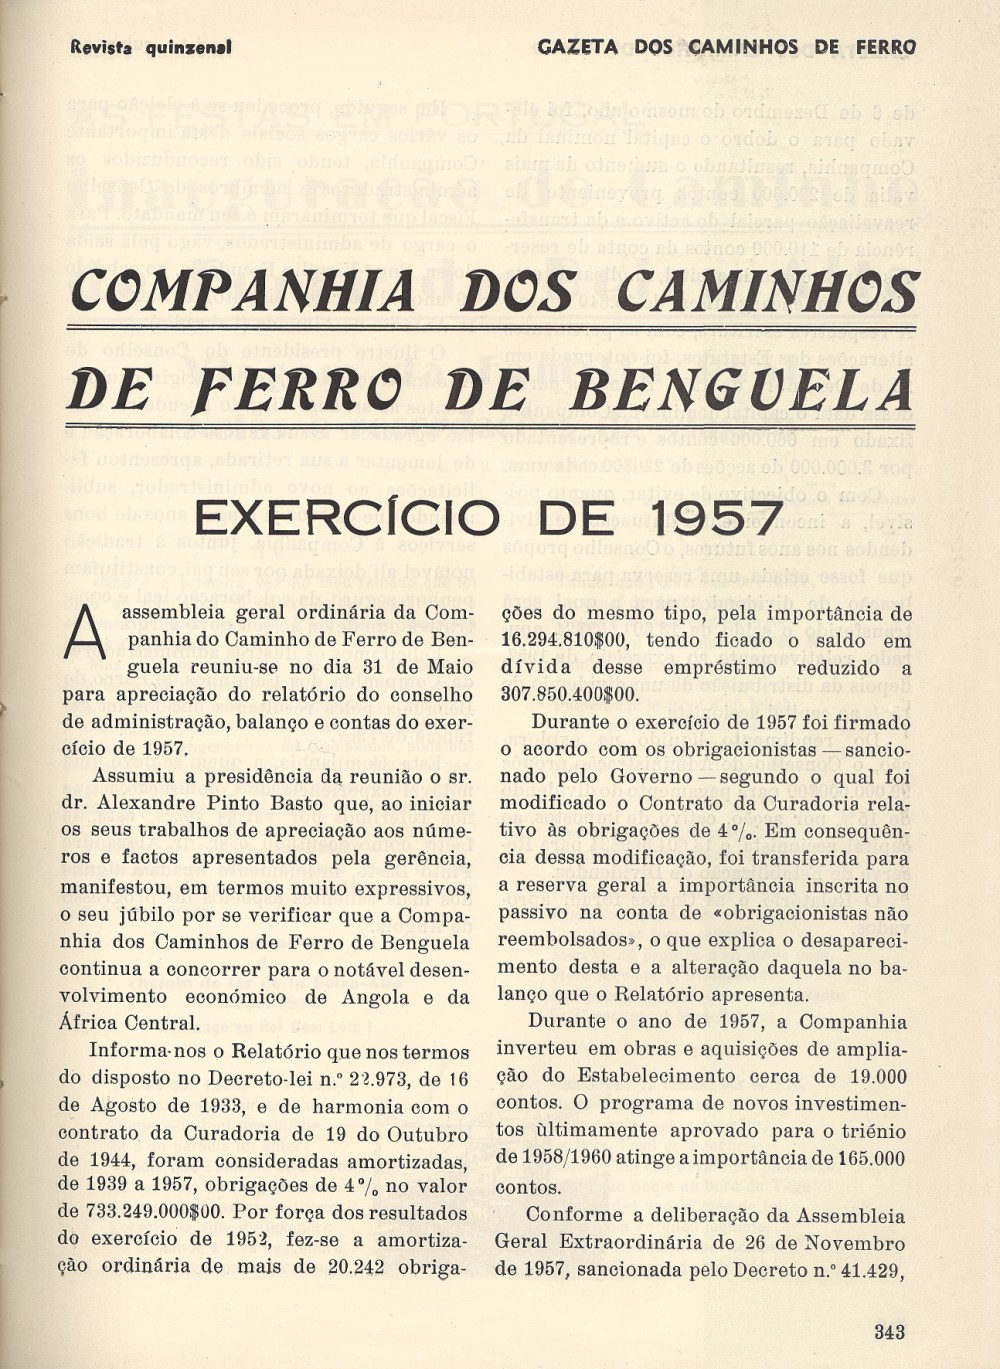 Revista quinzenal
GAZETA DOS CAMINHOS DE FERRO
COMPANHIA DOS CAMINHOS
DE FERRO DE BENGUELA
EXERCÍCIO DE 1957
A assembleia geral ordinária da Com-
panhia do Caminho de Ferro de Ben-
guela reuniu-se no dia 31 de Maio
para apreciação do relatório do conselho
de administração, balanço e contas do exer-
cício de 1957.
Assumiu a presidência da reunião o sr.
dr. Alexandre Pinto Basto que, ao iniciar
os seus trabalhos de apreciação aos núme-
ros e factos apresentados pela gerência,
manifestou, em termos muito expressivos,
o seu júbilo por se verificar que a Compa-
nhia dos Caminhos de Ferro de Benguela
continua a concorrer para o notável desen-
volvimento económico de Angola e da
África Central.
Informa-nos o Relatório que nos termos
do disposto no Decreto-lei n.º 22.973, de 16
de Agosto de 1933, e de harmonia com o
contrato da Curadoria de 19 do Outubro
de 1944, foram consideradas amortizadas,
de 1939 a 1957, obrigações de 4% no valor
de 733.249.000$00. Por força dos resultados
do exercício de 1952, fez-se a amortiza-
ção ordinária de mais de 20.242 obriga-
ções do mesmo tipo, pela importância de
16.294.810$00, tendo ficado o saldo em
dívida desse empréstimo reduzido a
307.850.400$00.
Durante o exercício de 1957 foi firmado
o acordo com os obrigacionistas — sancio-
nado pelo Governo — segundo o qual foi
modificado o Contrato da Curadoria rela-
tivo às obrigações de 4%. Em consequên-
cia dessa modificação, foi transferida para
a reserva geral a importância inscrita no
passivo na conta de «obrigacionistas não
reembolsados», o que explica o desapareci-
mento desta e a alteração daquela no ba-
lanço que o Relatório apresenta.
Durante o ano de 1957, a Companhia
inverteu em obras e aquisições de amplia-
ção do Estabelecimento cerca de 19.000
contos. O programa de novos investimen-
tos ùltimamente aprovado para o triénio
de 1958/1960 atinge a importância de 165.000
contos.
Conforme a deliberação da Assembleia
Geral Extraordinária de 26 de Novembro
de 1957, sancionada pelo Decreto n.º 41.429,
343